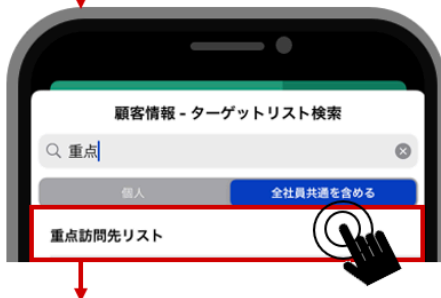 顧客情報 - ターゲットリスト検索
重点
個人
全社員共通を含める
重点訪問先リスト